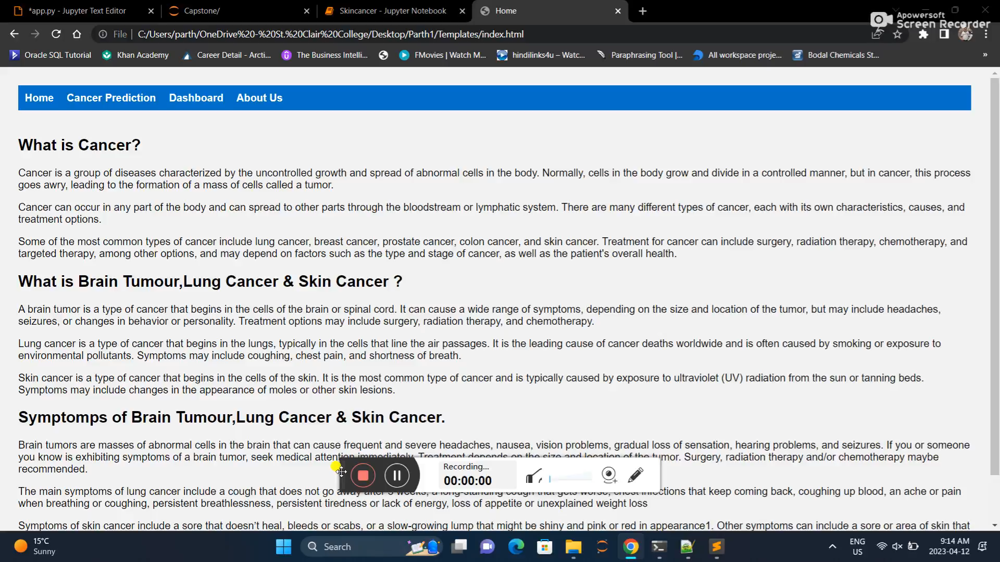 *app.py - Jupyter Text Editor
Capstone/
Skincancer - Jupyter Notebook
Home
Apowersoft
Screen Recorder
File
C:/Users/parth/OneDrive%20-%20St.%20Clair%20College/Desktop/Parth1/Templates/index.html
Oracle SQL Tutorial
Khan Academy
Career Detail - Arcti...
The Business Intelli...
FMovies | Watch M...
hindilinks4u – Watc...
Paraphrasing Tool |...
All workspace proje...
Bodal Chemicals St...
»
Home
Cancer Prediction
Dashboard
About Us
What is Cancer?
Cancer is a group of diseases characterized by the uncontrolled growth and spread of abnormal cells in the body. Normally, cells in the body grow and divide in a controlled manner, but in cancer, this process
goes awry, leading to the formation of a mass of cells called a tumor.
Cancer can occur in any part of the body and can spread to other parts through the bloodstream or lymphatic system. There are many different types of cancer, each with its own characteristics, causes, and
treatment options.
Some of the most common types of cancer include lung cancer, breast cancer, prostate cancer, colon cancer, and skin cancer. Treatment for cancer can include surgery, radiation therapy, chemotherapy, and
targeted therapy, among other options, and may depend on factors such as the type and stage of cancer, as well as the patient's overall health.
What is Brain Tumour,Lung Cancer & Skin Cancer ?
A brain tumor is a type of cancer that begins in the cells of the brain or spinal cord. It can cause a wide range of symptoms, depending on the size and location of the tumor, but may include headaches,
seizures, or changes in behavior or personality. Treatment options may include surgery, radiation therapy, and chemotherapy.
Lung cancer is a type of cancer that begins in the lungs, typically in the cells that line the air passages. It is the leading cause of cancer deaths worldwide and is often caused by smoking or exposure to
environmental pollutants. Symptoms may include coughing, chest pain, and shortness of breath.
Skin cancer is a type of cancer that begins in the cells of the skin. It is the most common type of cancer and is typically caused by exposure to ultraviolet (UV) radiation from the sun or tanning beds.
Symptoms may include changes in the appearance of moles or other skin lesions.
Symptomps of Brain Tumour,Lung Cancer & Skin Cancer.
Brain tumors are masses of abnormal cells in the brain that can cause frequent and severe headaches, nausea, vision problems, gradual loss of sensation, hearing problems, and seizures. If you or someone
you know is exhibiting symptoms of a brain tumor, seek medical attention immediately. Treatment depends on the size and location of the tumor. Surgery, radiation therapy and/or chemotherapy maybe
recommended.
Recording...
00:00:00
The main symptoms of lung cancer include a cough that does not go away after 3 weeks, a long-standing cough that gets worse, chest infections that keep coming back, coughing up blood, an ache or pain
when breathing or coughing, persistent breathlessness, persistent tiredness or lack of energy, loss of appetite or unexplained weight loss
Symptoms of skin cancer include a sore that doesn’t heal, bleeds or scabs, or a slow-growing lump that might be shiny and pink or red in appearance1. Other symptoms can include a sore or area of skin that
15°C
Sunny
Search
ENG
US
9:14 AM
2023-04-12